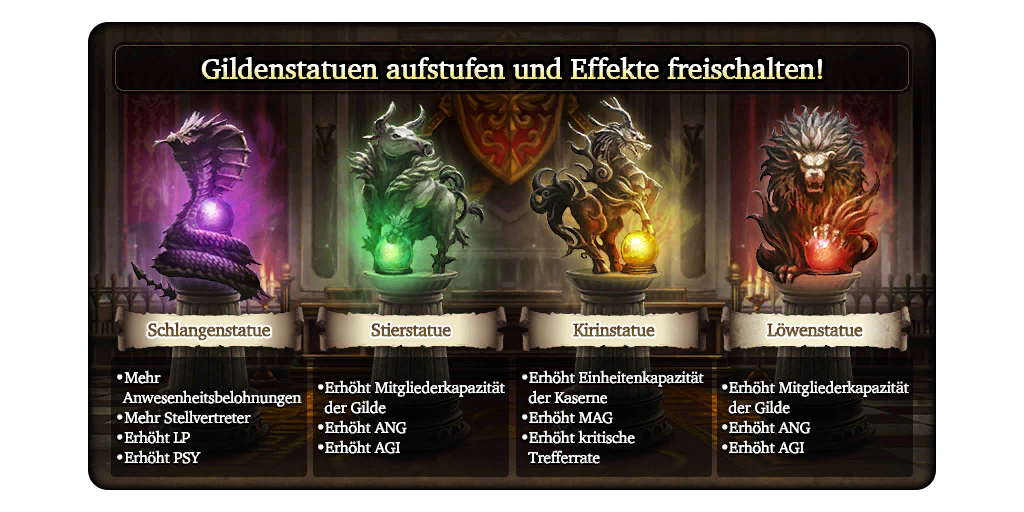 Gildenstatuen aufstufen und Effekte freischalten!
Schlangenstatue
•Mehr
Anwesenheitsbelohnungen
•Mehr Stellvertreter
•Erhöht LP
•Erhöht PSY
Stierstatue
•Erhöht Mitgliederkapazität
der Gilde
•Erhöht ANG
•Erhöht AGI
Kirinstatue
•Erhöht Einheitenkapazität
der Kaserne
•Erhöht MAG
•Erhöht kritische
Trefferrate
Löwenstatue
•Erhöht Mitgliederkapazität
der Gilde
•Erhöht ANG
•Erhöht AGI